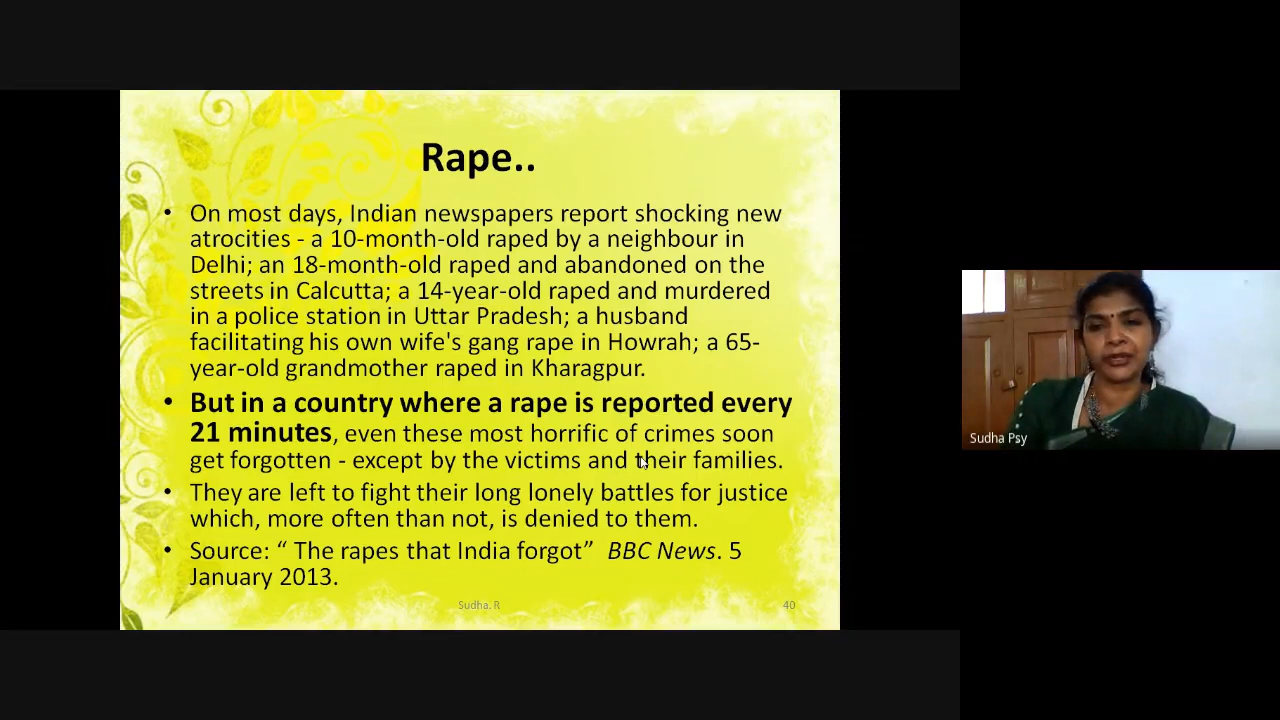 Rape..
• On most days, Indian newspapers report shocking new
atrocities - a 10-month-old raped by a neighbour in
Delhi; an 18-month-old raped and abandoned on the
streets in Calcutta; a 14-year-old raped and murdered
in a police station in Uttar Pradesh; a husband
facilitating his own wife's gang rape in Howrah; a 65-
year-old grandmother raped in Kharagpur.
• But in a country where a rape is reported every
21 minutes, even these most horrific of crimes soon
get forgotten - except by the victims and their families.
• They are left to fight their long lonely battles for justice
which, more often than not, is denied to them.
• Source: “ The rapes that India forgot” BBC News. 5
January 2013.
Sudha. R
40
Sudha Psy